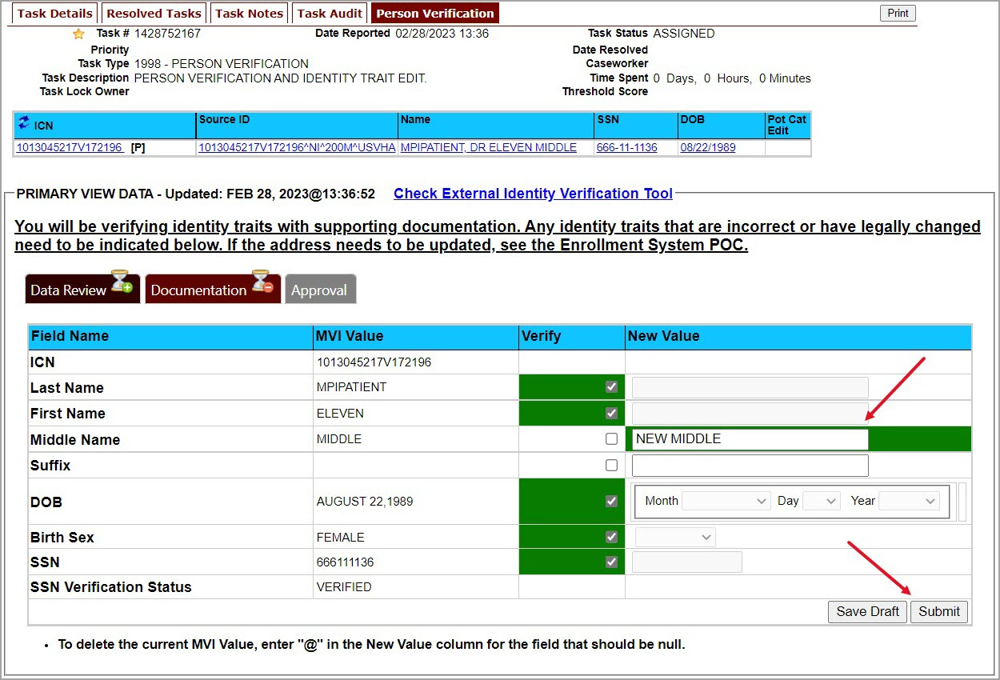 Task Details Resolved Tasks Task Notes Task Audit Person Verification Print
Task # 1428752167 Date Reported 02/28/2023 13:36 Task Status ASSIGNED
Priority Date Resolved
Task Type 1998 - PERSON VERIFICATION Caseworker
Task Description PERSON VERIFICATION AND IDENTITY TRAIT EDIT. Time Spent 0 Days, 0 Hours, 0 Minutes
Task Lock Owner Threshold Score
ICN Source ID Name SSN DOB Pot Cat
Edit
1013045217V172196 [P] 1013045217V172196^NI^200M^USVHA MPIPATIENT, DR ELEVEN MIDDLE 666-11-1136 08/22/1989
PRIMARY VIEW DATA - Updated: FEB 28, 2023@13:36:52 Check External Identity Verification Tool
You will be verifying identity traits with supporting documentation. Any identity traits that are incorrect or have legally changed
need to be indicated below. If the address needs to be updated, see the Enrollment System POC.
Data Review Documentation Approval
Field Name MVI Value Verify New Value
ICN 1013045217V172196
Last Name MPIPATIENT
First Name ELEVEN
Middle Name MIDDLE NEW MIDDLE
Suffix
DOB AUGUST 22,1989 Month Day Year
Birth Sex FEMALE
SSN 666111136
SSN Verification Status VERIFIED
Save Draft Submit
• To delete the current MVI Value, enter "@" in the New Value column for the field that should be null.